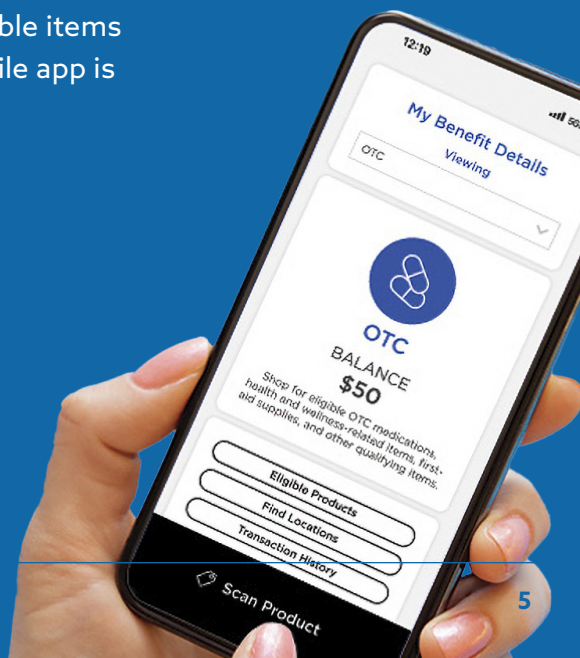 ble items
ile app is
12:19
My Benefit Details
Viewing
OTC
OTC
BALANCE
$50
Shop for eligible OTC medications,
health and wellness-related items, first-
aid supplies, and other qualifying items.
Eligible Products
Find Locations
Transaction History
Scan Product
5